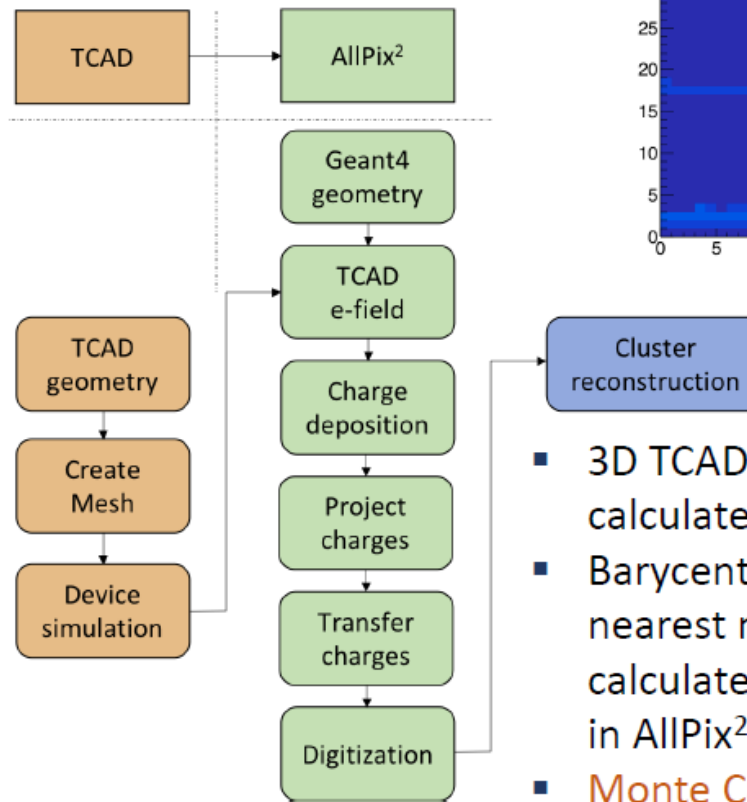 TCAD
AllPix²
Geant4
geometry
TCAD
e-field
TCAD
geometry
Charge
deposition
Create
Mesh
Project
charges
Device
simulation
Transfer
charges
Digitization
25
20
15
10
5
0
0
5
Cluster
reconstruction
▪ 3D TCAD
calculate
▪ Barycent
nearest
calculate
in AllPix²
▪ Monte C